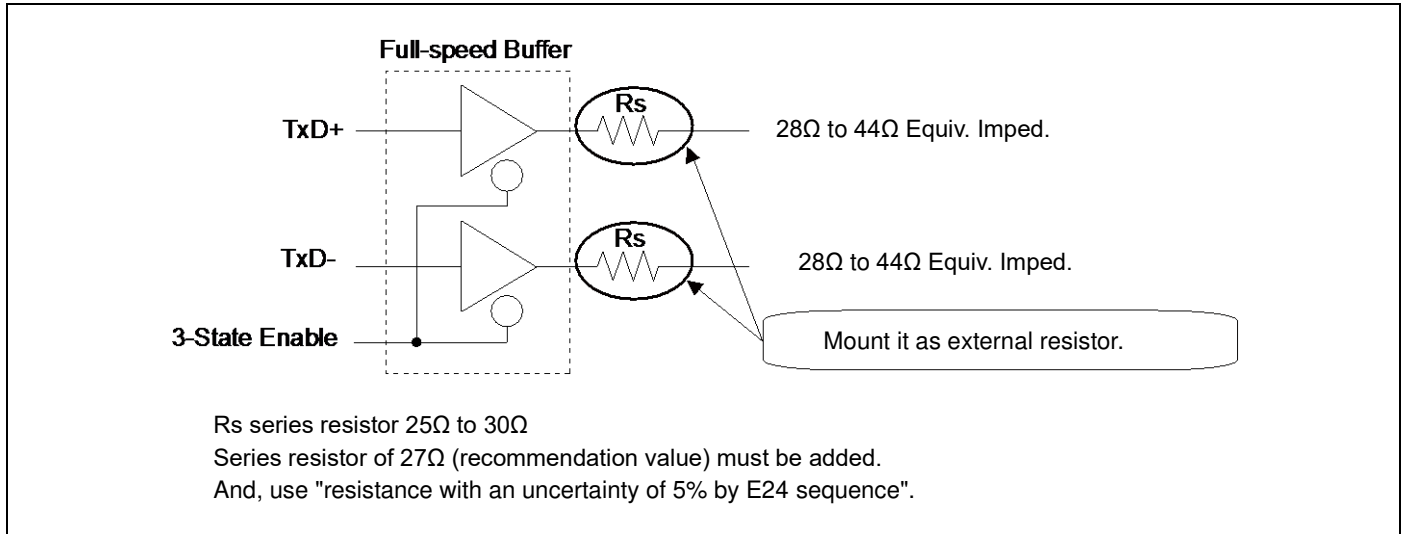 Full-speed Buffer
Rs
TxD+
28Ω to 44Ω Equiv. Imped.
Rs
TxD-
28Ω to 44Ω Equiv. Imped.
3-State Enable
Mount it as external resistor.
Rs series resistor 25Ω to 30Ω
Series resistor of 27Ω (recommendation value) must be added.
And, use "resistance with an uncertainty of 5% by E24 sequence".